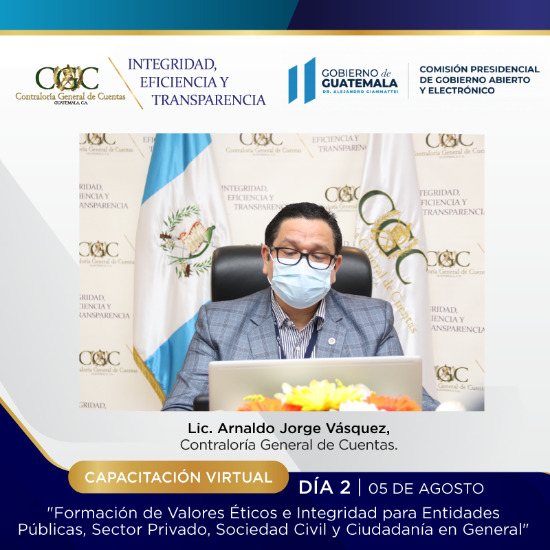 CGC
Contraloría General de Cuentas
GUATEMALA, C.A.
INTEGRIDAD,
EFICIENCIA Y
TRANSPARENCIA
GOBIERNO de
GUATEMALA
DR. ALEJANDRO GIAMMATTEI
COMISIÓN PRESIDENCIAL
DE GOBIERNO ABIERTO
Y ELECTRÓNICO
Lic. Arnaldo Jorge Vásquez,
Contraloría General de Cuentas.
CAPACITACIÓN VIRTUAL
DÍA 2 | 05 DE AGOSTO
"Formación de Valores Éticos e Integridad para Entidades
Públicas, Sector Privado, Sociedad Civil y Ciudadanía en General"